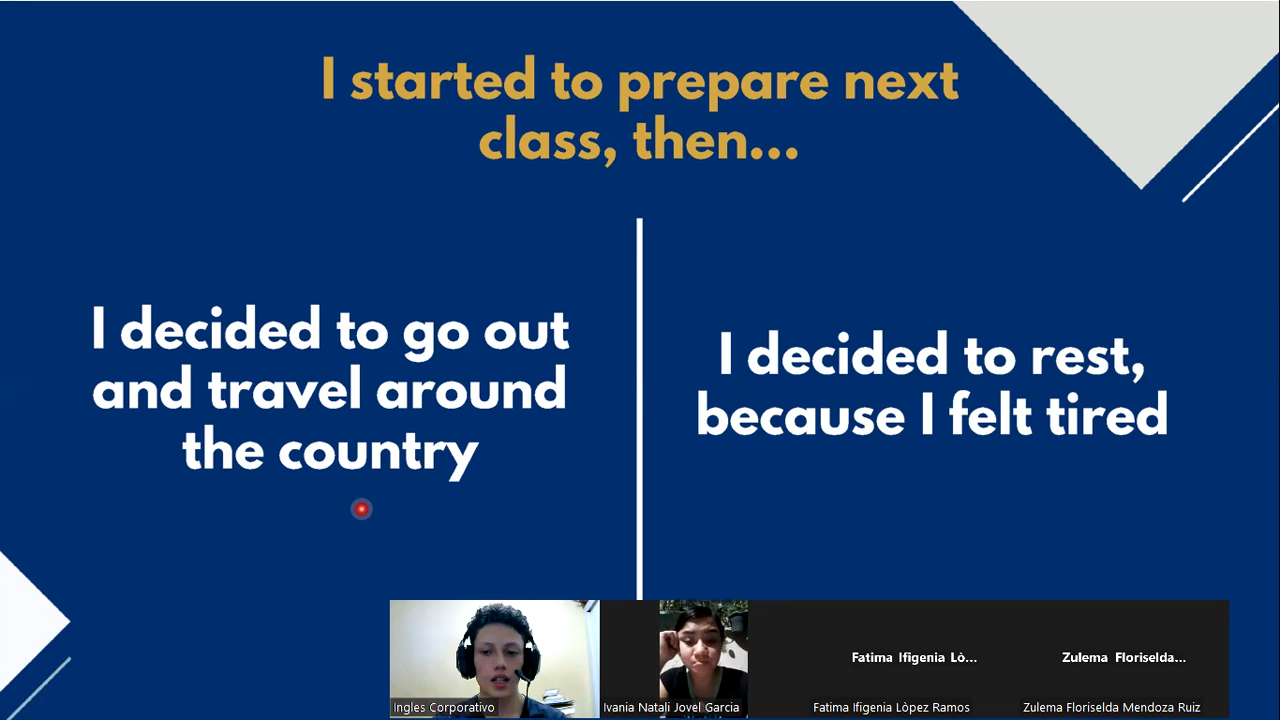 I started to prepare next
class, then...
I decided to go out
and travel around
the country
I decided to rest,
because I felt tired
Fatima Ifigenia Lò...
Zulema Floriselda...
Ingles Corporativo
Ivania Natali Jovel Garcia
Fatima Ifigenia Lòpez Ramos
Zulema Floriselda Mendoza Ruiz